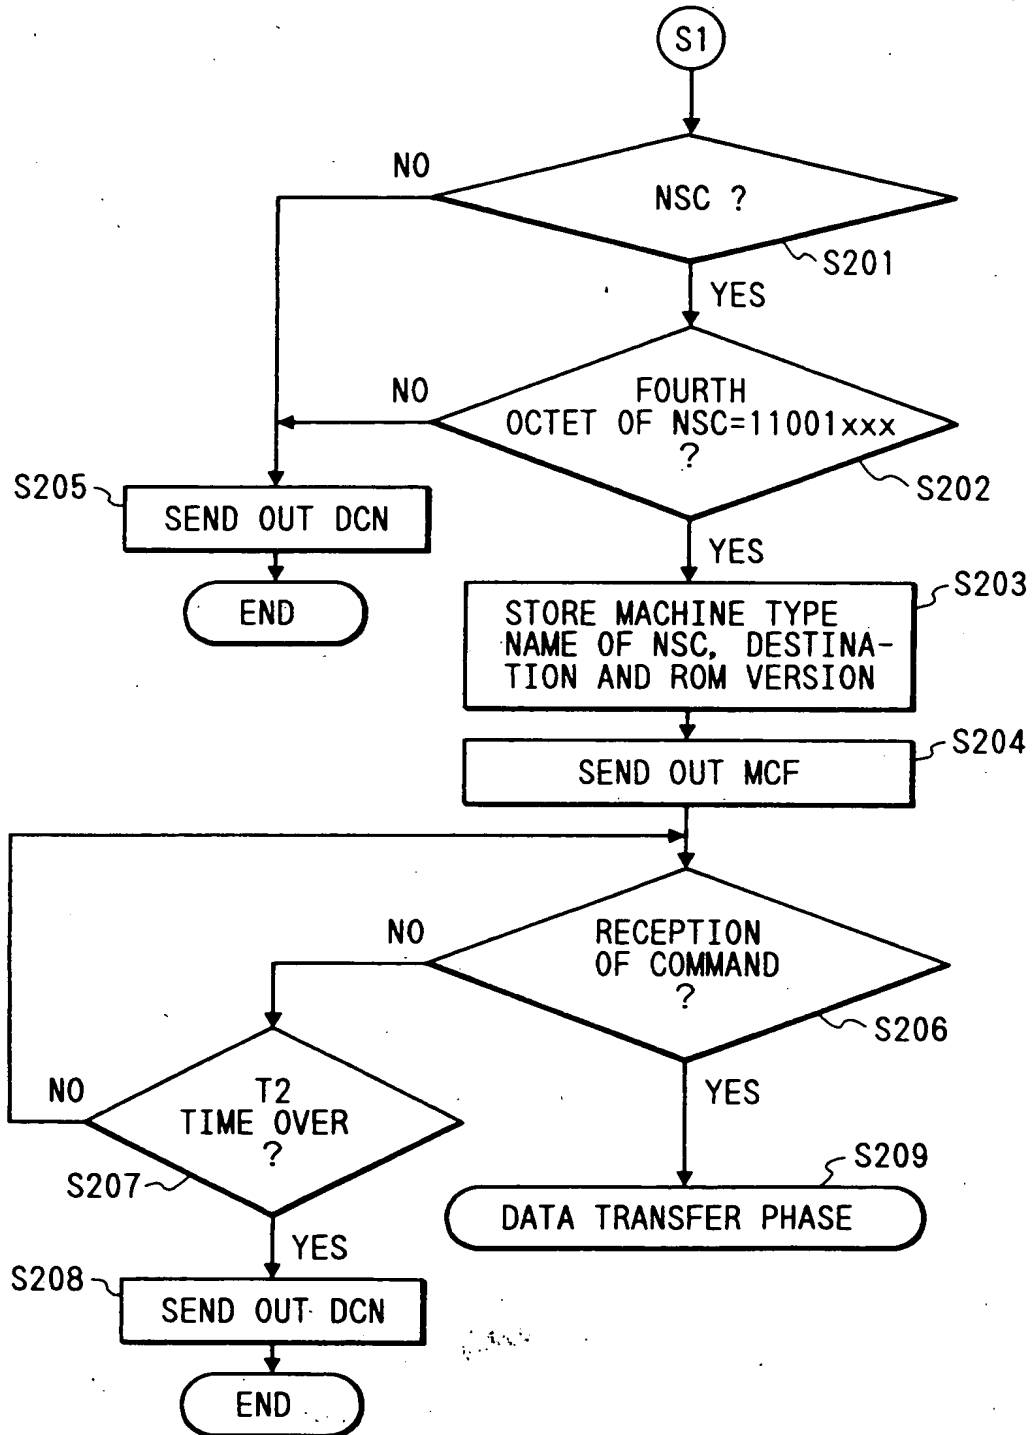 S1
NO
NSC ?
S201
YES
NO
FOURTH
OCTET OF NSC=11001xxx
?
S202
S205
SEND OUT DCN
YES
END
S203
STORE MACHINE TYPE
NAME OF NSC, DESTINA-
TION AND ROM VERSION
S204
SEND OUT MCF
NO
RECEPTION
OF COMMAND
?
S206
NO
T2
TIME OVER
?
YES
S207
S209
DATA TRANSFER PHASE
YES
S208
SEND OUT DCN
END